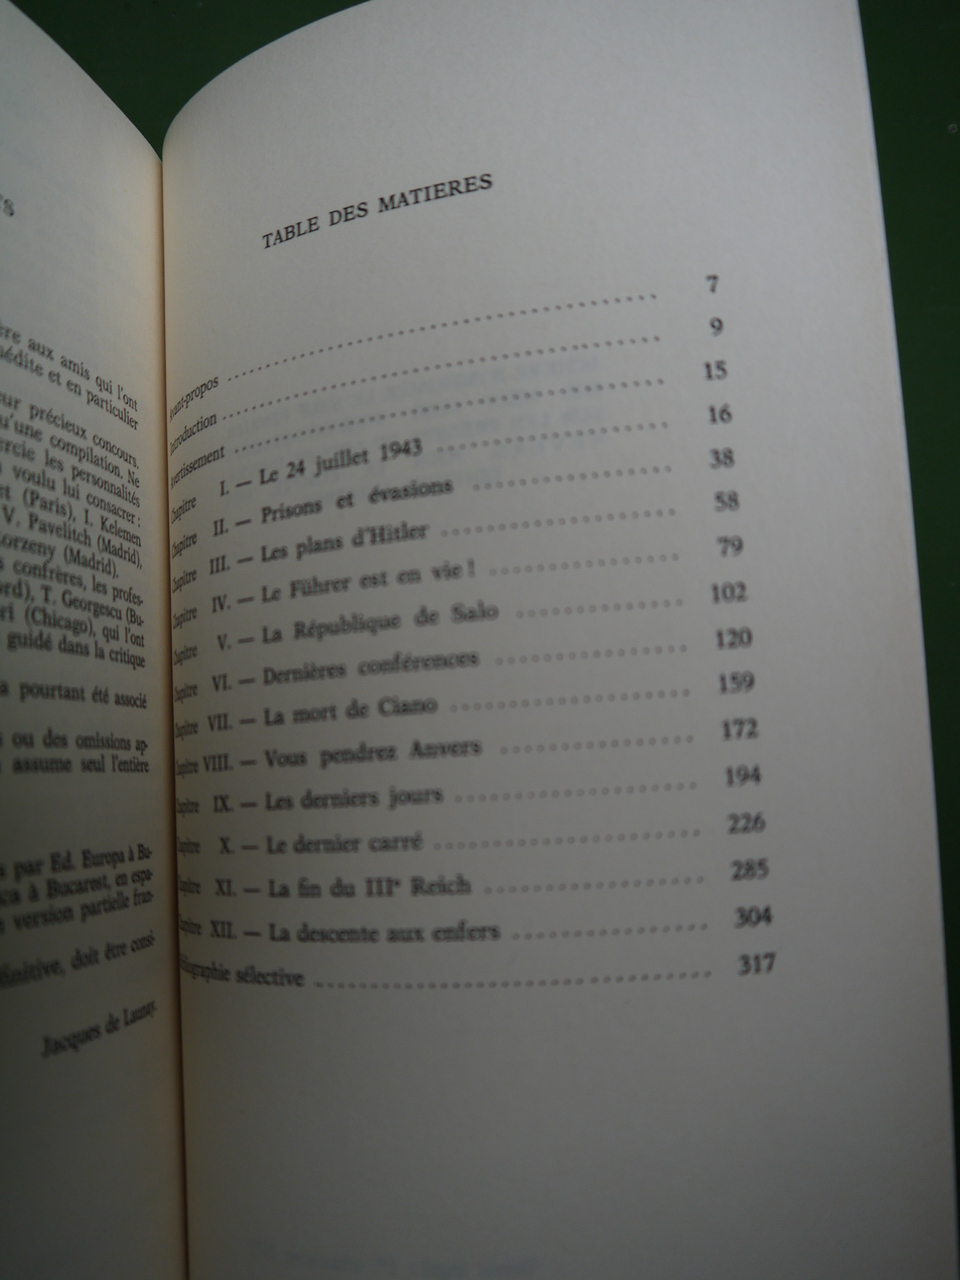 ère aux amis qui l'ont
nédite et en particulier
ur précieux concours.
u'une compilation. Ne
ercie les personnalités
voulu lui consacrer :
t (Paris), I. Kelemen
V. Pavelitch (Madrid),
orzeny (Madrid).
confrères, les profes-
ord), T. Georgescu (Bu-
ri (Chicago), qui l'ont
guidé dans la critique
a pourtant été associé
ou des omissions ap-
assume seul l'entière
par Ed. Europa à Bu-
à Bucarest, en espa-
version partielle fran-
finitive, doit être consi-
Jacques de Launay.
TABLE DES MATIERES
Avant-propos 7
Introduction 9
Avertissement 15
Chapitre I. — Le 24 juillet 1943 16
Chapitre II. — Prisons et évasions 38
Chapitre III. — Les plans d'Hitler 58
Chapitre IV. — Le Führer est en vie ! 79
Chapitre V. — La République de Salo 102
Chapitre VI. — Dernières conférences 120
Chapitre VII. — La mort de Ciano 159
Chapitre VIII. — Vous pendrez Anvers 172
Chapitre IX. — Les derniers jours 194
Chapitre X. — Le dernier carré 226
Chapitre XI. — La fin du IIIe Reich 285
Chapitre XII. — La descente aux enfers 304
Bibliographie sélective 317